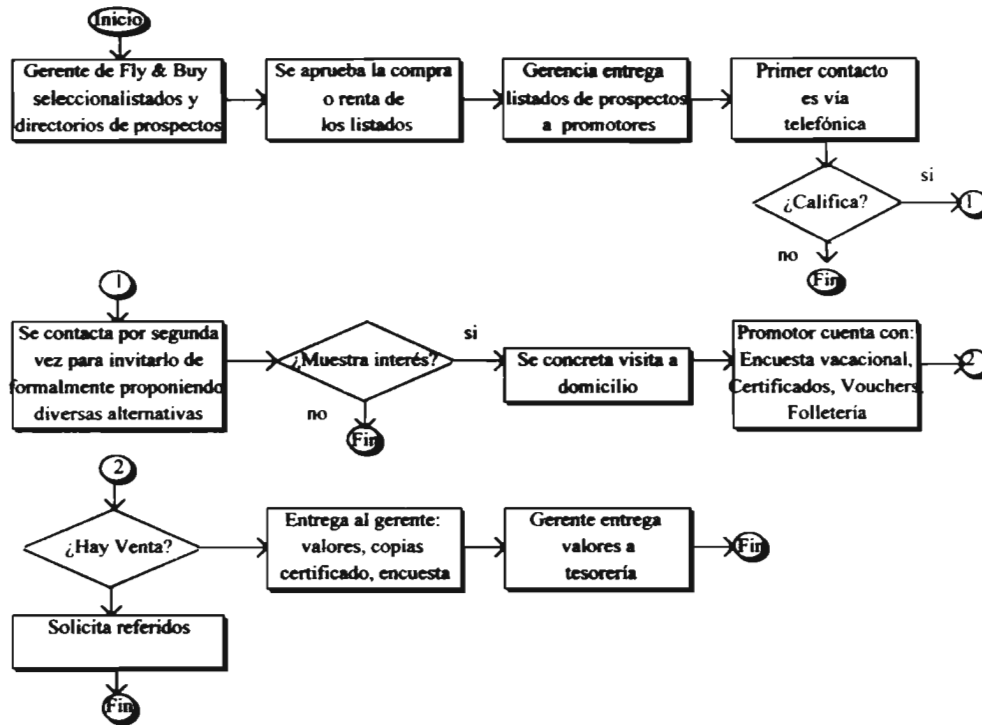 Inicio
Gerente de Fly & Buy
seleccionalistados y
directorios de prospectos
Se aprueba la compra
o renta de
los listados
Gerencia entrega
listados de prospectos
a promotores
Primer contacto
es vía
telefónica
¿Califica?
si
1
no
Fin
1
Se contacta por segunda
vez para invitarlo de
formalmente proponiendo
diversas alternativas
¿Muestra interés?
si
no
Fin
Se concreta visita a
domicilio
Promotor cuenta con:
Encuesta vacacional,
Certificados, Vouchers,
Folletería
2
2
¿Hay Venta?
Entrega al gerente:
valores, copias
certificado, encuesta
Gerente entrega
valores a
tesorería
Fin
Solicita referidos
Fin